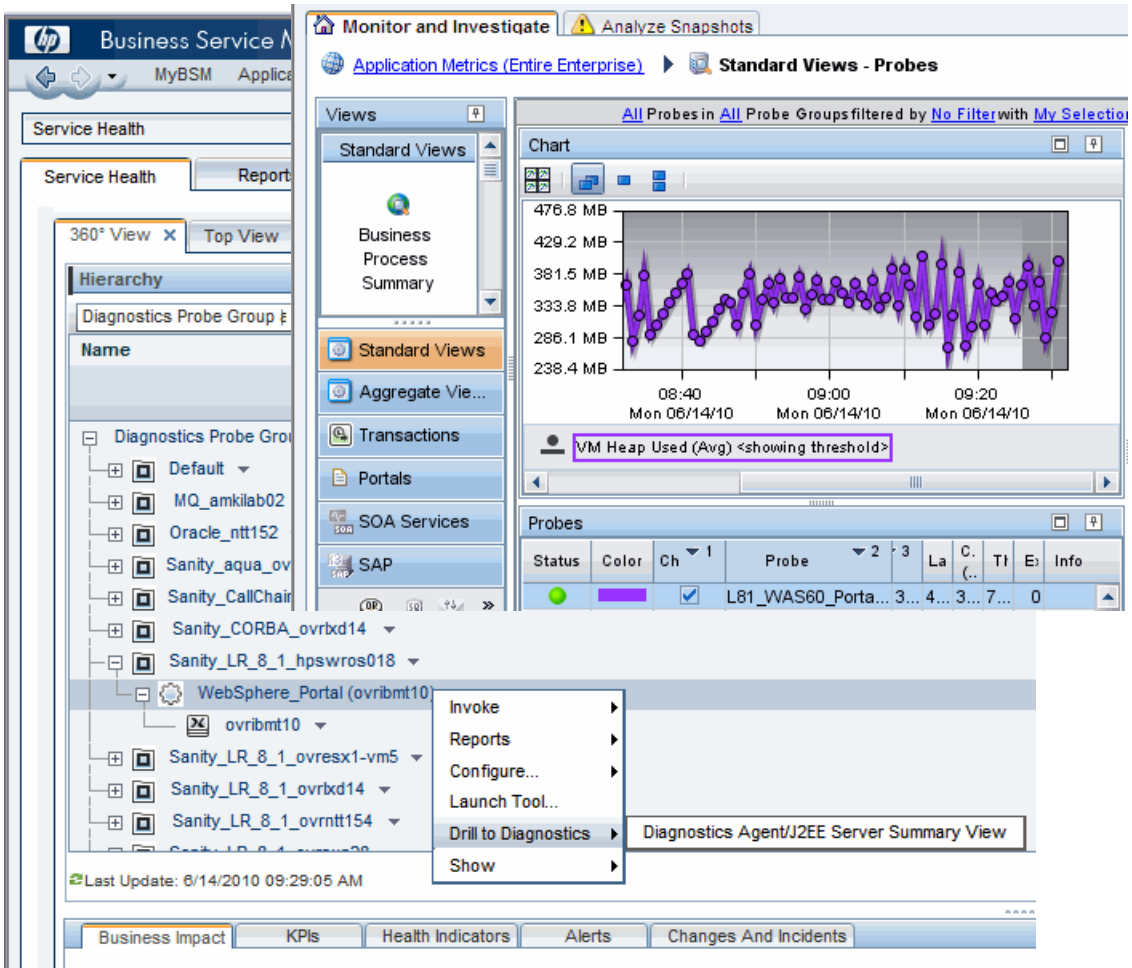 hp Business Service
MyBSM
Service Health
Service Health
360° View
Top View
Hierarchy
Diagnostics Probe Group
Name
Diagnostics Probe
Default
MQ_amkilab02
Oracle_ntt152
Sanity_aqua_ov
Sanity_CallChain
Sanity_CORBA_ovrlxd14
Sanity_LR_8_1_hpswros018
WebSphere_Portal (ovribmt10)
ovribmt10
Sanity_LR_8_1_ovresx1-vm5
Sanity_LR_8_1_ovrlxd14
Sanity_LR_8_1_ovrntt154
Invoke
Reports
Configure...
Launch Tool...
Drill to Diagnostics
Diagnostics Agent/J2EE Server Summary View
Show
Last Update: 6/14/2010 09:29:05 AM
Business Impact
KPIs
Health Indicators
Alerts
Changes And Incidents
Monitor and Investigate
Analyze Snapshots
Application Metrics (Entire Enterprise)
Standard Views - Probes
Views
Standard Views
Business
Process
Summary
Standard Views
Aggregate Vie...
Transactions
Portals
SOA Services
SAP
All Probes in All Probe Groups filtered by No Filter with My Selectio
Chart
476.8 MB
429.2 MB
381.5 MB
333.8 MB
286.1 MB
238.4 MB
08:40 09:00 09:20
Mon 06/14/10 Mon 06/14/10 Mon 06/14/10
VM Heap Used (Avg) <showing threshold>
Probes
Status Color Ch 1 Probe 2 3 La C. (.. Info
L81_WAS60_Porta... 3... 4... 3... 7... 0